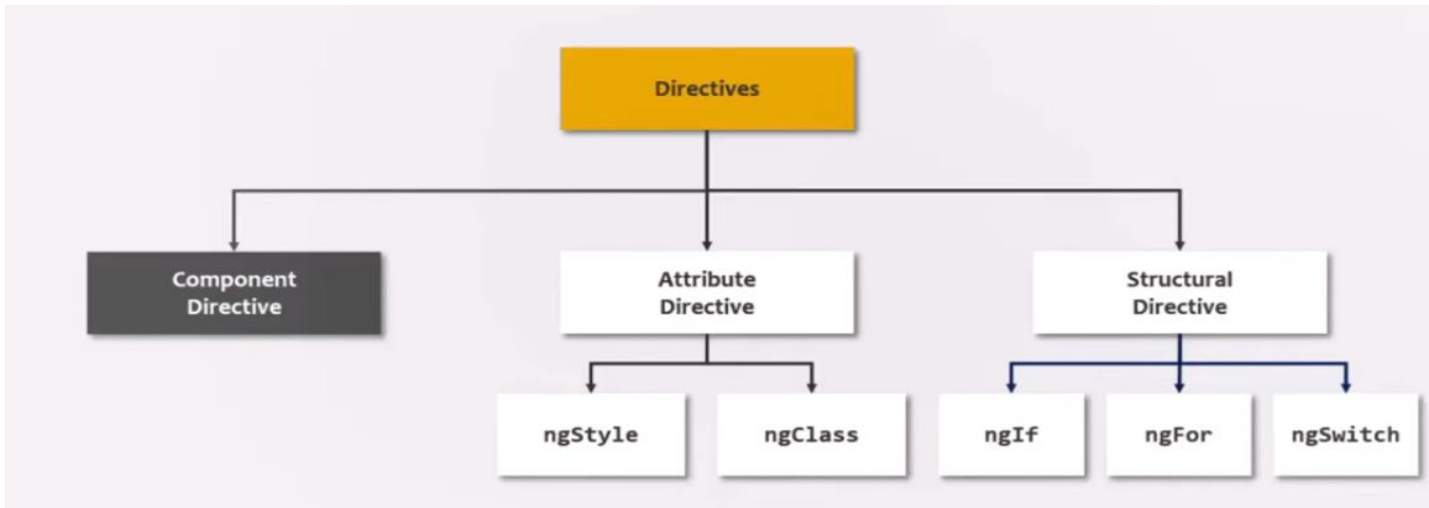 Directives
Component
Directive
Attribute
Directive
Structural
Directive
ngStyle
ngClass
ngIf
ngFor
ngSwitch